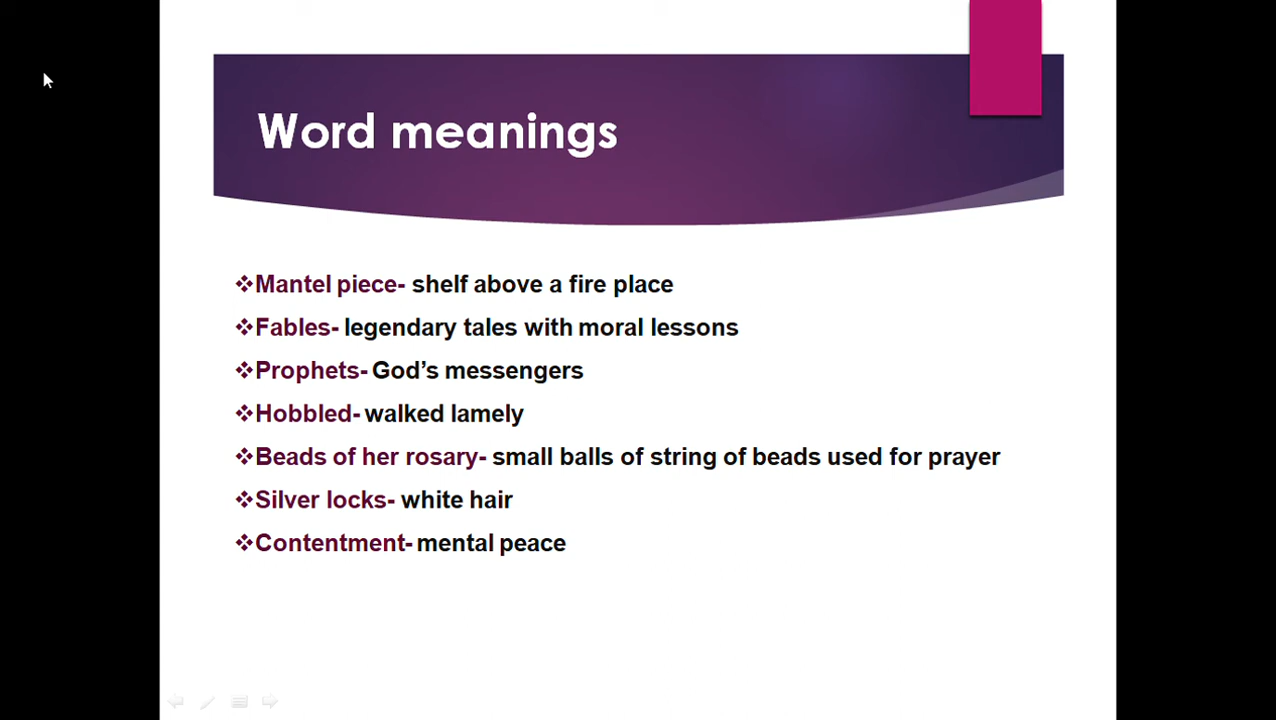 Word meanings
❖Mantel piece- shelf above a fire place
❖Fables- legendary tales with moral lessons
❖Prophets- God’s messengers
❖Hobbled- walked lamely
❖Beads of her rosary- small balls of string of beads used for prayer
❖Silver locks- white hair
❖Contentment- mental peace